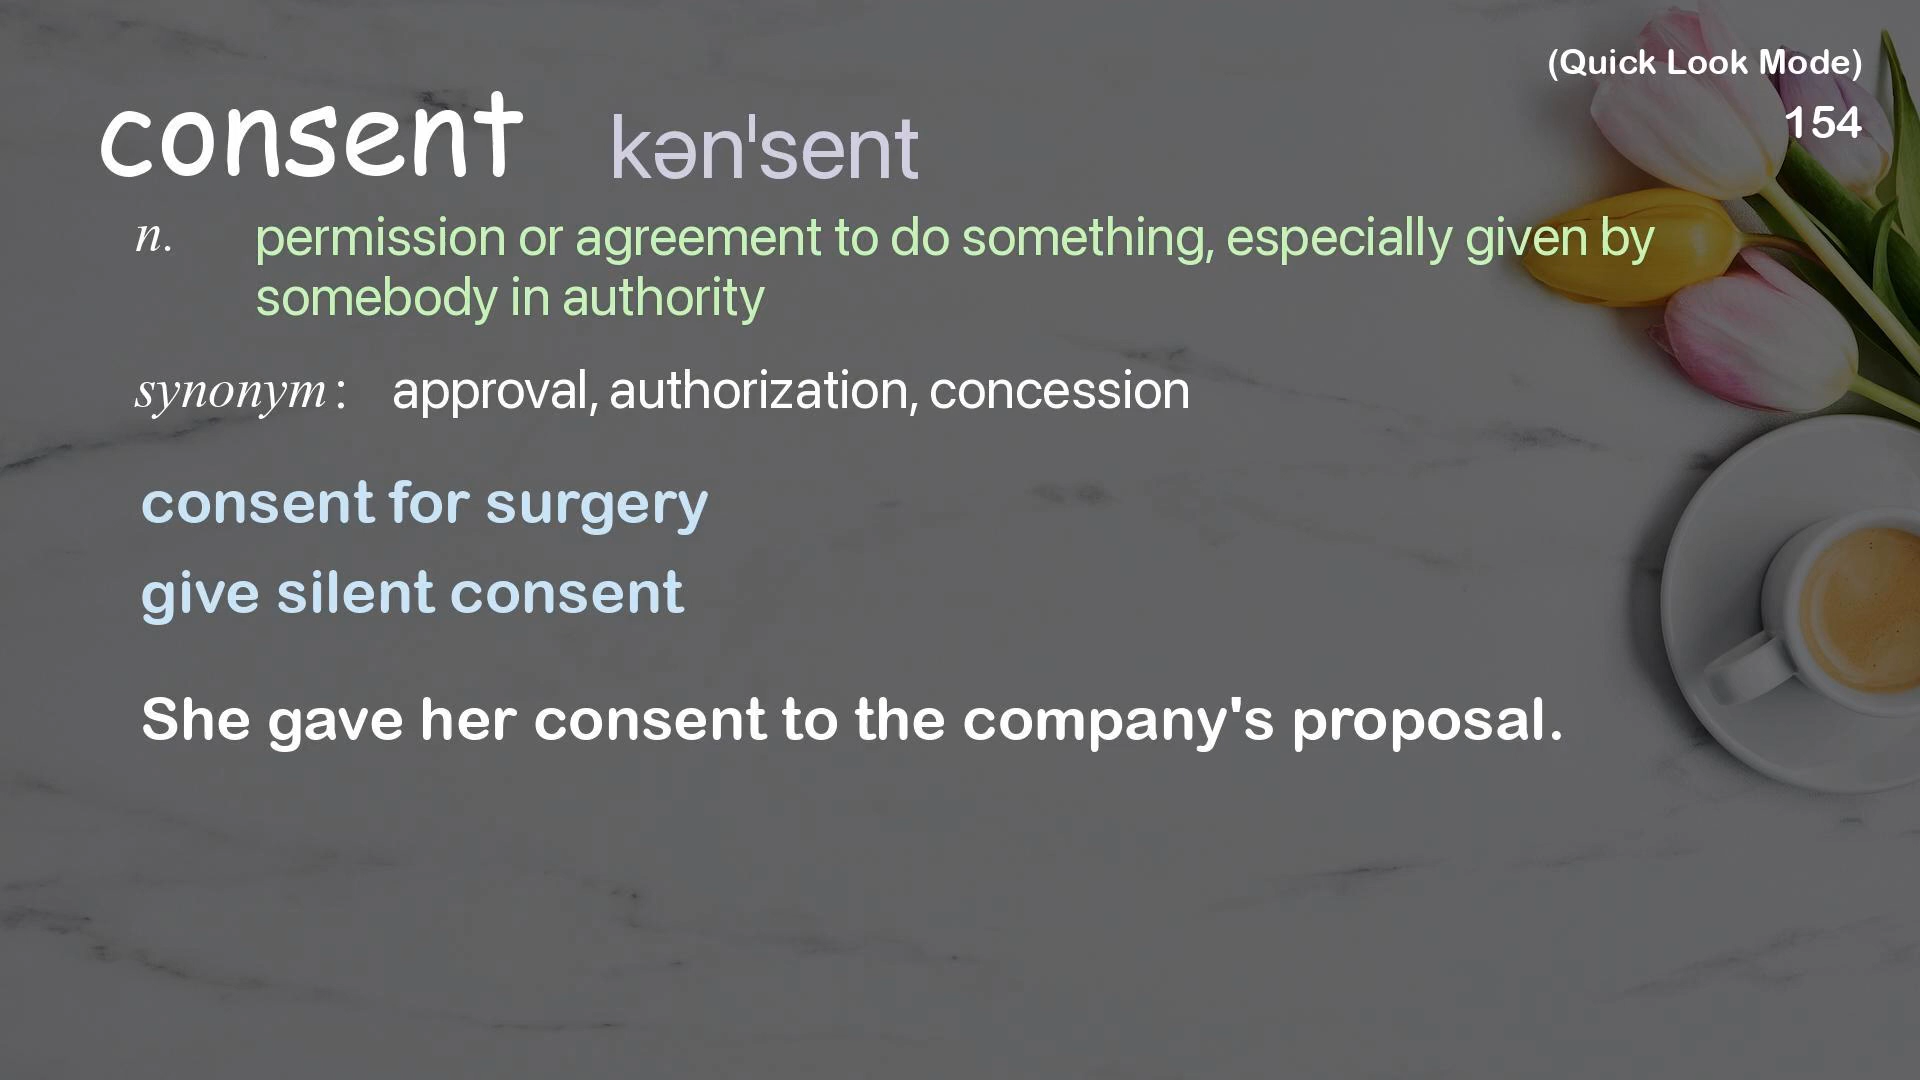 (Quick Look Mode)
154
consent kən'sent
n. permission or agreement to do something, especially given by
somebody in authority
synonym: approval, authorization, concession
consent for surgery
give silent consent
She gave her consent to the company's proposal.